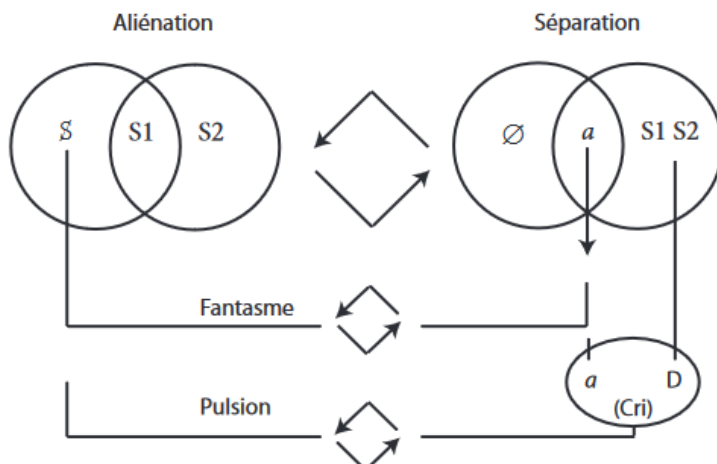 Aliénation Séparation
$ S1 S2 ∅ a S1 S2
Fantasme
a D
Pulsion (Cri)